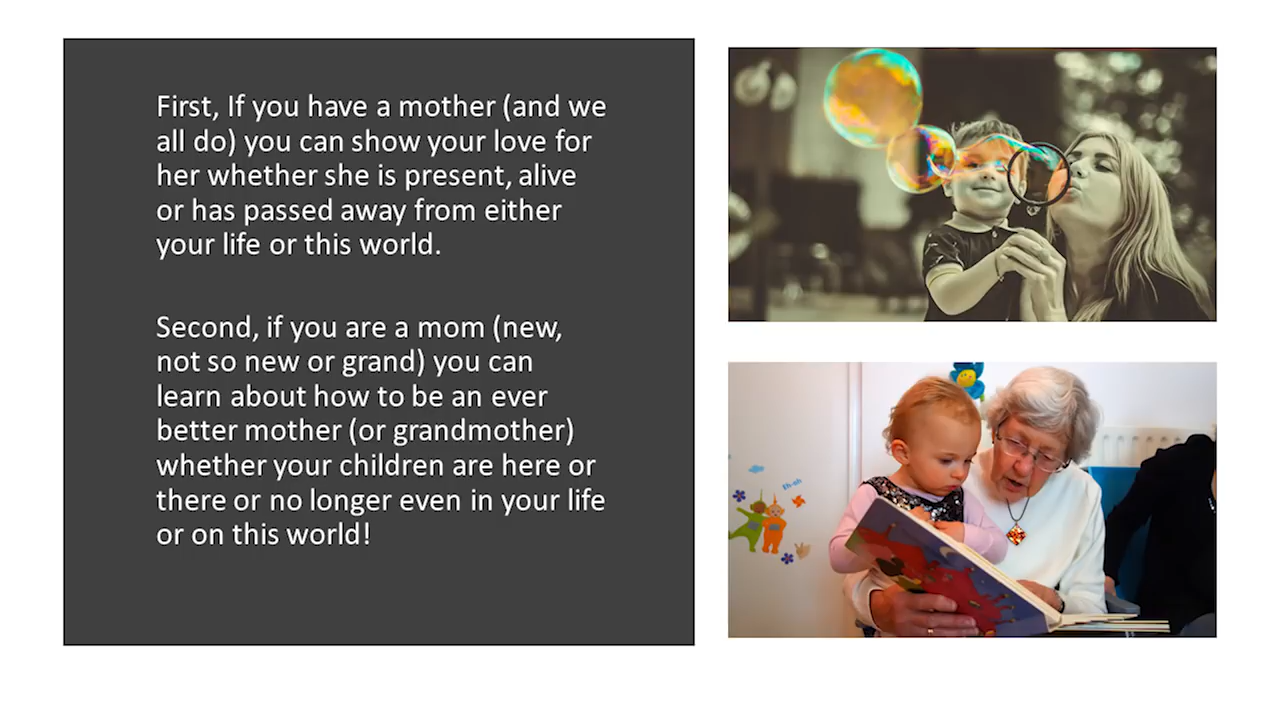 First, If you have a mother (and we
all do) you can show your love for
her whether she is present, alive
or has passed away from either
your life or this world.
Second, if you are a mom (new,
not so new or grand) you can
learn about how to be an ever
better mother (or grandmother)
whether your children are here or
there or no longer even in your life
or on this world!
Eh-oh